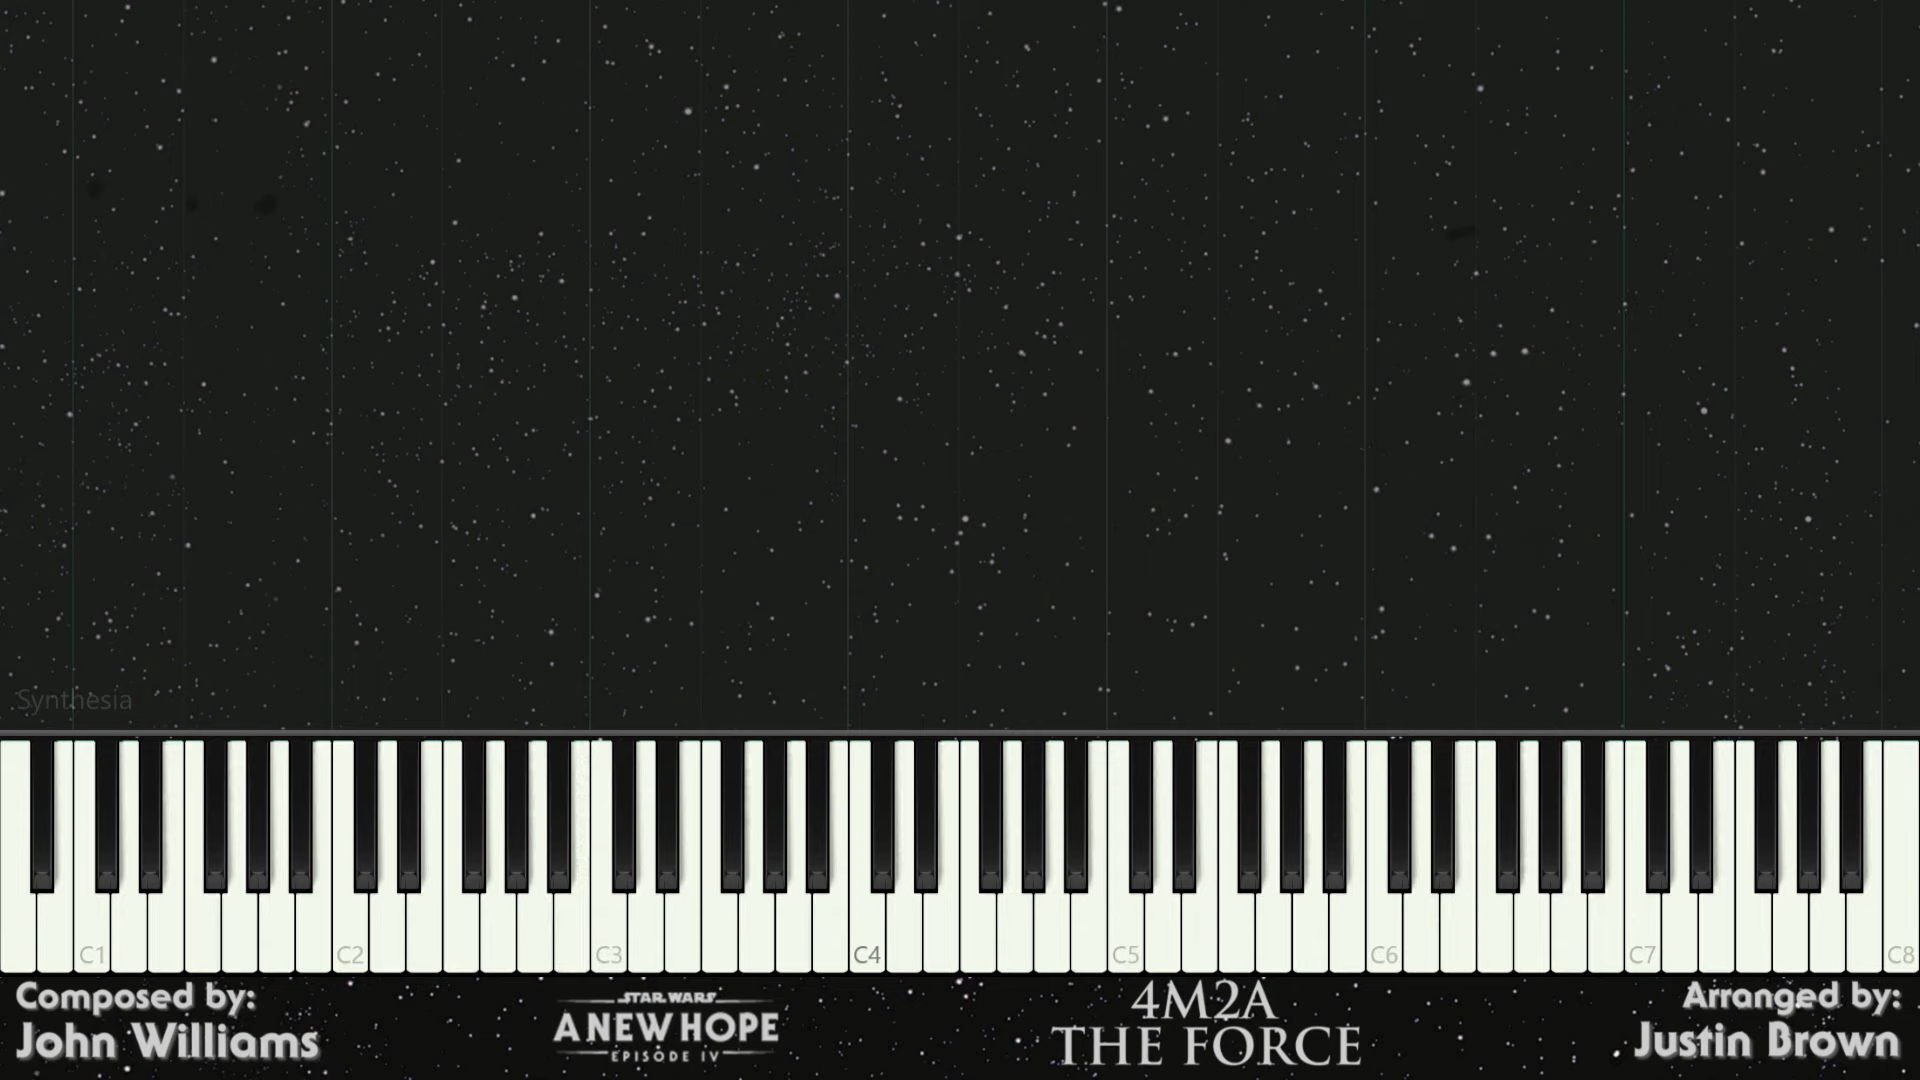 Synthesia
C1 C2 C3 C4 C5 C6 C7 C8
Composed by:
John Williams
STAR WARS
A NEW HOPE
EPISODE IV
4M2A
THE FORCE
Arranged by:
Justin Brown